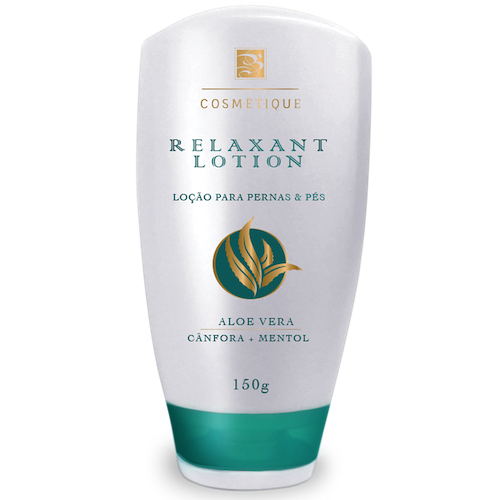 COSMETIQUE
RELAXANT
LOTION
LOÇÃO PARA PERNAS & PÉS
ALOE VERA
CÂNFORA + MENTOL
150g